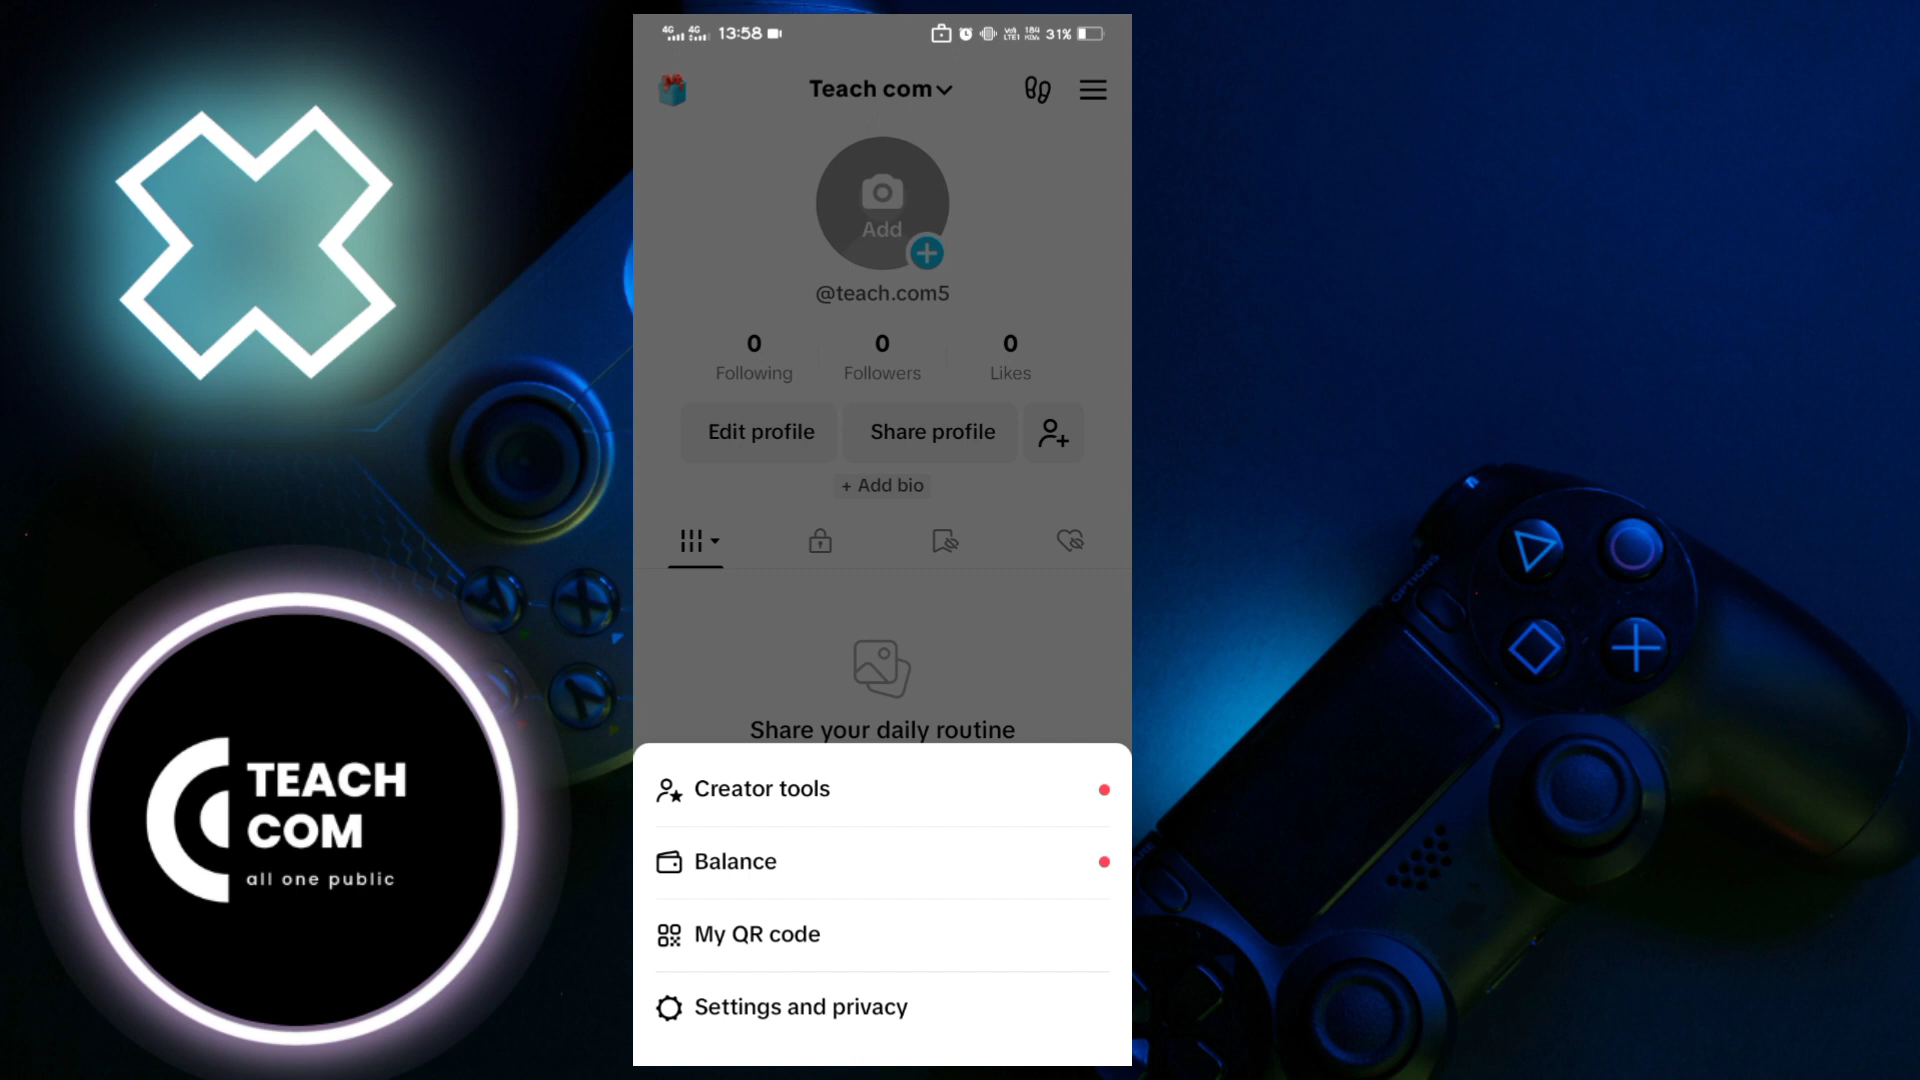 13:58
31%
Teach com
Add
@teach.com5
0
Following
0
Followers
0
Likes
Edit profile
Share profile
+ Add bio
Share your daily routine
Creator tools
Balance
My QR code
Settings and privacy
TEACH
COM
all one public
OPTIONS